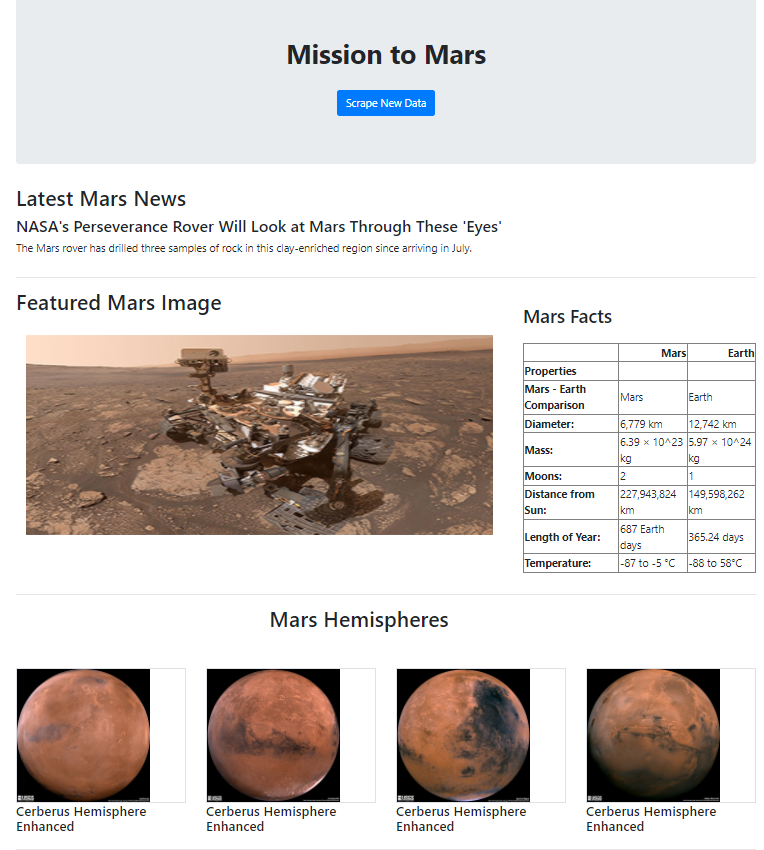 Mission to Mars
Scrape New Data
Latest Mars News
NASA's Perseverance Rover Will Look at Mars Through These 'Eyes'
The Mars rover has drilled three samples of rock in this clay-enriched region since arriving in July.
Featured Mars Image
Mars Facts
Mars Earth
Properties
Mars - Earth Comparison Mars Earth
Diameter: 6,779 km 12,742 km
Mass: 6.39 × 10^23 kg 5.97 × 10^24 kg
Moons: 2 1
Distance from Sun: 227,943,824 km 149,598,262 km
Length of Year: 687 Earth days 365.24 days
Temperature: -87 to -5 °C -88 to 58°C
Mars Hemispheres
USGS USGS USGS USGS
Cerberus Hemisphere Enhanced
Cerberus Hemisphere Enhanced
Cerberus Hemisphere Enhanced
Cerberus Hemisphere Enhanced